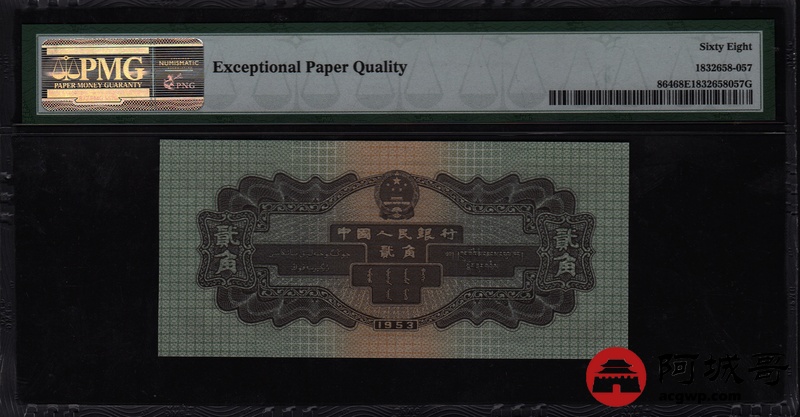 PMG
PAPER MONEY GUARANTY
NUMISMATIC
PNG
Exceptional Paper Quality
Sixty Eight
1832658-057
86468E1832658057G
中國人民銀行
貳角
貳角
貳角
1953
阿城哥
acgwp.com